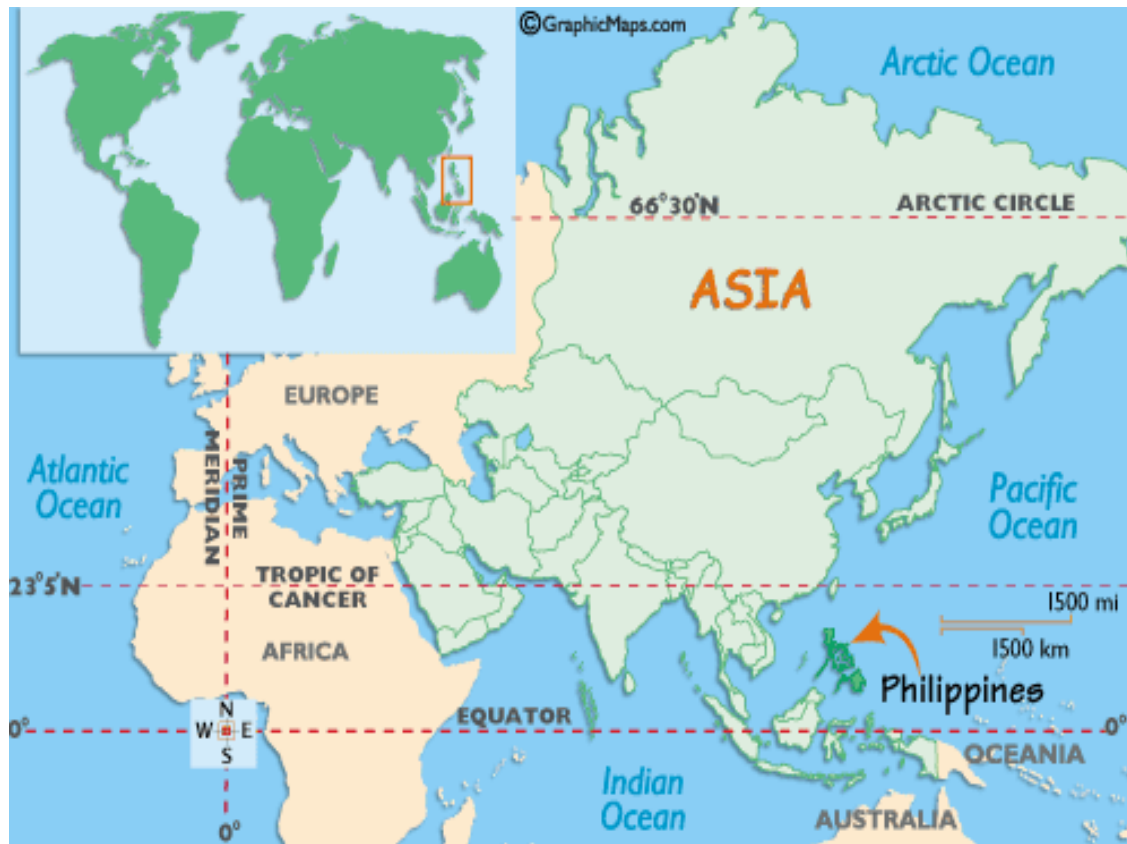 ©GraphicMaps.com
Arctic Ocean
66°30'N
ARCTIC CIRCLE
ASIA
EUROPE
Atlantic
Ocean
PRIME
MERIDIAN
Pacific
Ocean
23°5'N
TROPIC OF
CANCER
1500 mi
1500 km
AFRICA
Philippines
N
W E
S
0°
EQUATOR
0°
OCEANIA
Indian
Ocean
AUSTRALIA
0°